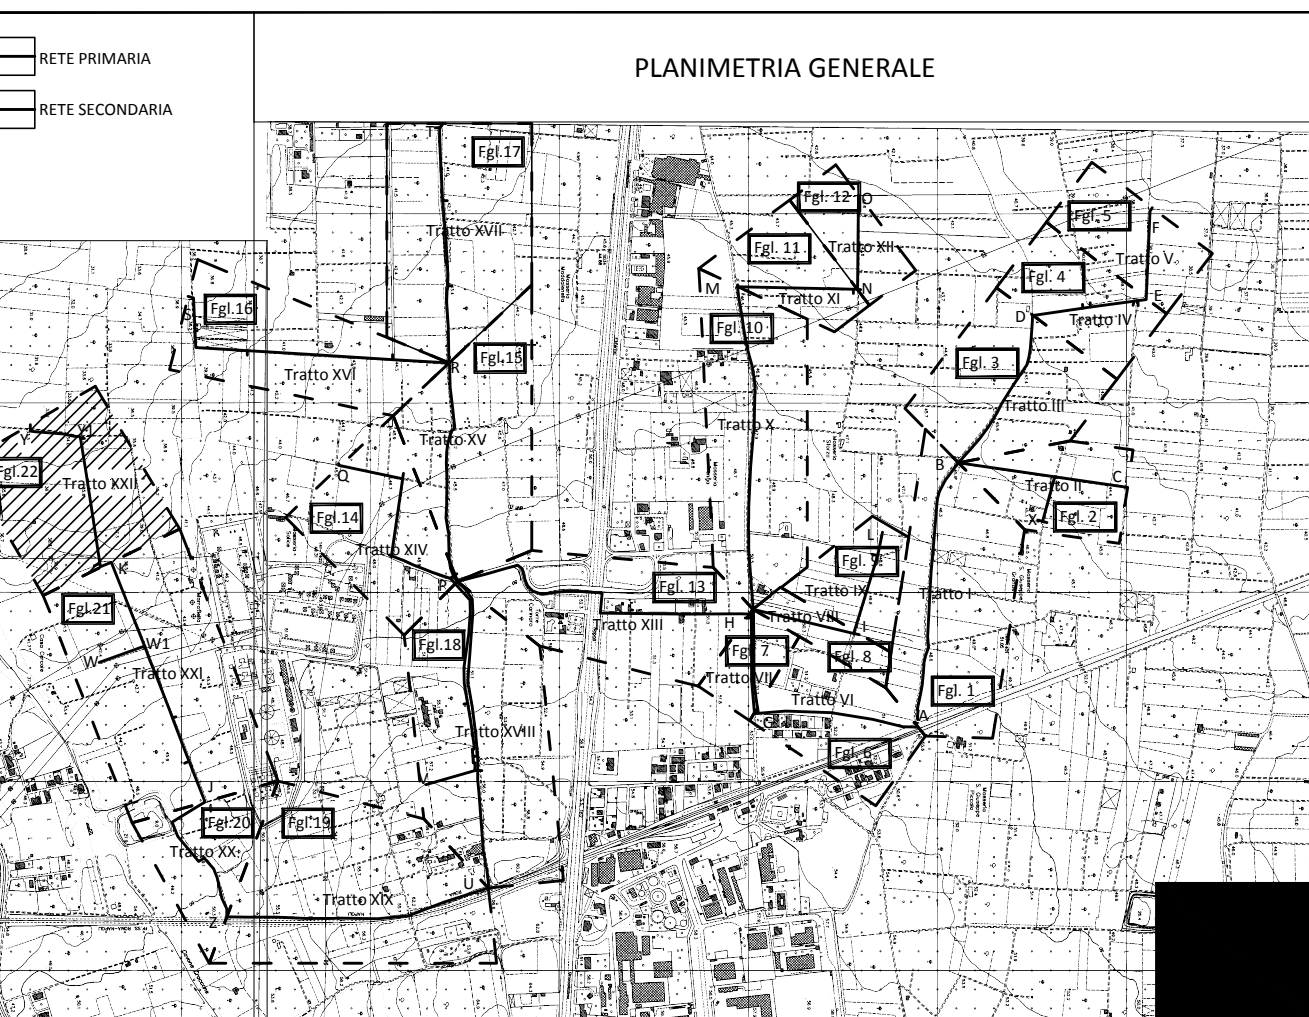 RETE PRIMARIA
PLANIMETRIA GENERALE
RETE SECONDARIA
T
Fgl.17
Fgl. 12
O
Fgl. 5
Tratto XVII
F
Fgl. 11
Tratto XII
Tratto V
Fgl. 4
M
N
Tratto XI
E
Fgl.16
S
D
Tratto IV
Fgl. 10
Fgl.15
Fgl. 3
R
Tratto XVI
Tratto III
Tratto X
Y
Y1
Tratto XV
B
Fgl.22
Q
C
Tratto XXII
Tratto II
Fgl.14
X
Fgl. 2
L
Tratto XIV
Fgl. 9
K
P
Fgl. 13
Tratto IX
Tratto I
Fgl.21
Tratto XIII
H
Tratto VIII
I
W1
Fgl.18
Fgl. 7
W
Fgl. 8
Tratto XXI
Tratto VII
Fgl. 1
Tratto VI
A
G
Tratto XVIII
Fgl. 6
V
J
Fgl.20
Fgl.19
Tratto XX
U
Tratto XIX
Z